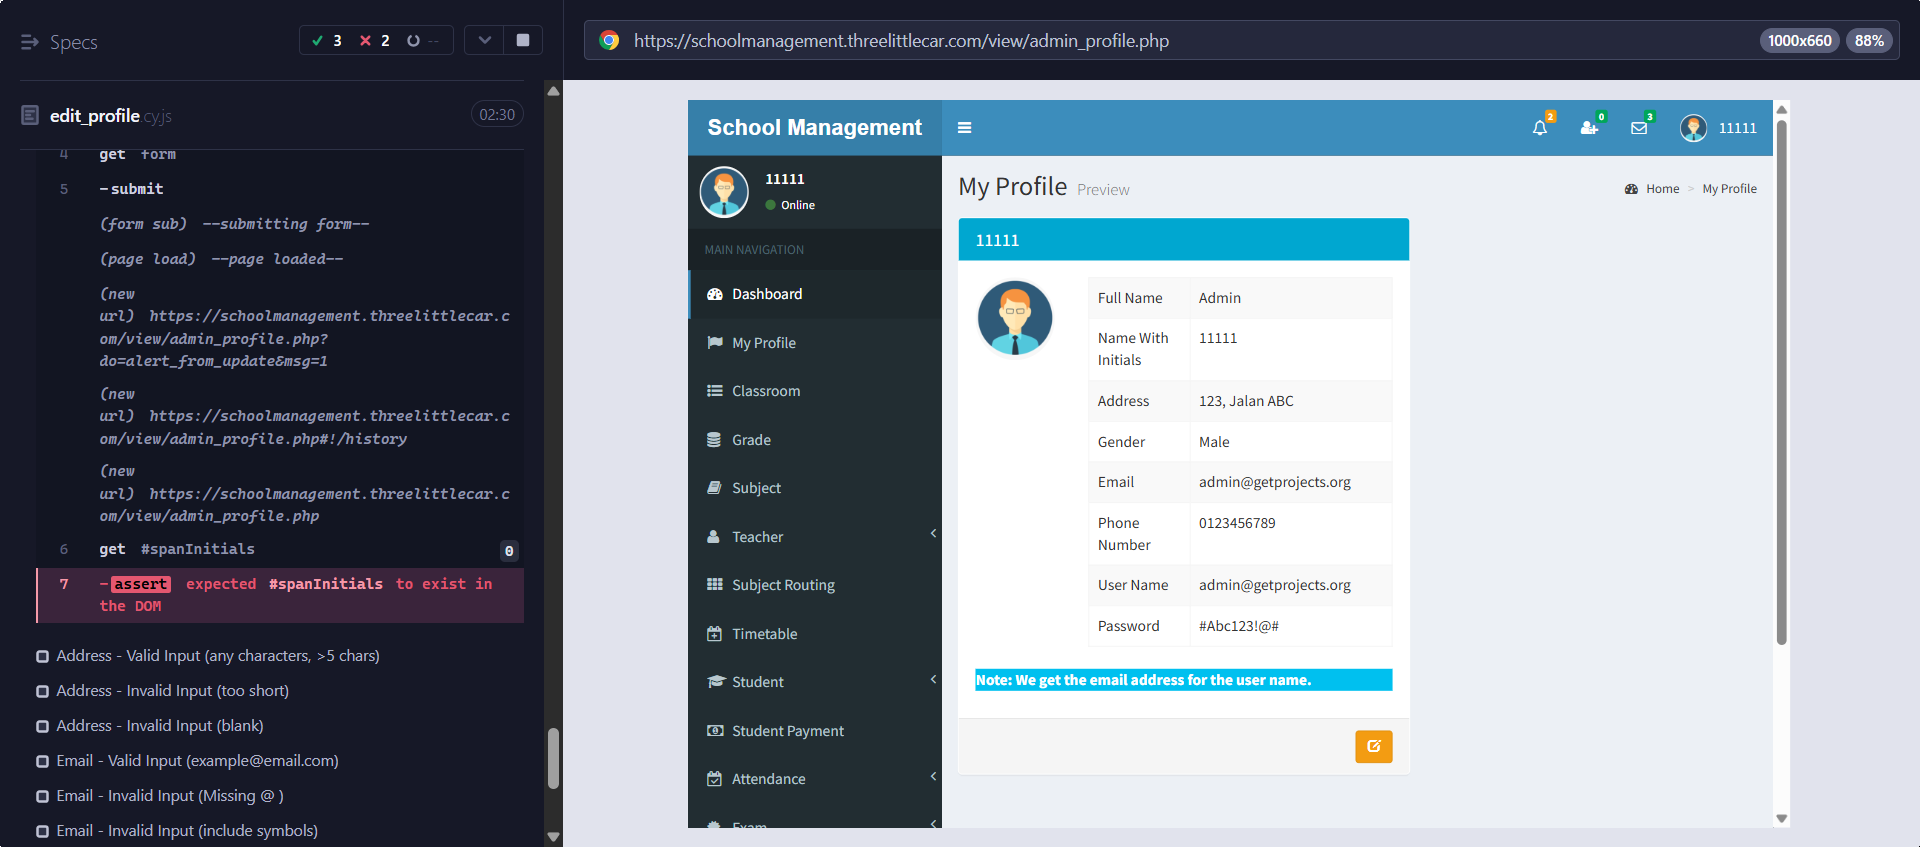 Specs
3 2 --
edit_profile.cy.js
02:30
4 get form
5 -submit
(form sub) --submitting form--
(page load) --page loaded--
(new
url) https://schoolmanagement.threelittlecar.c
om/view/admin_profile.php?
do=alert_from_update&msg=1
(new
url) https://schoolmanagement.threelittlecar.c
om/view/admin_profile.php#!/history
(new
url) https://schoolmanagement.threelittlecar.c
om/view/admin_profile.php
6 get #spanInitials 0
7 -assert expected #spanInitials to exist in
the DOM
Address - Valid Input (any characters, >5 chars)
Address - Invalid Input (too short)
Address - Invalid Input (blank)
Email - Valid Input (example@email.com)
Email - Invalid Input (Missing @ )
Email - Invalid Input (include symbols)
https://schoolmanagement.threelittlecar.com/view/admin_profile.php
1000x660 88%
School Management
2 0 3 11111
11111
Online
MAIN NAVIGATION
Dashboard
My Profile
Classroom
Grade
Subject
Teacher
Subject Routing
Timetable
Student
Student Payment
Attendance
Exam
My Profile Preview
Home > My Profile
11111
Full Name Admin
Name With 11111
Initials
Address 123, Jalan ABC
Gender Male
Email admin@getprojects.org
Phone 0123456789
Number
User Name admin@getprojects.org
Password #Abc123!@#
Note: We get the email address for the user name.